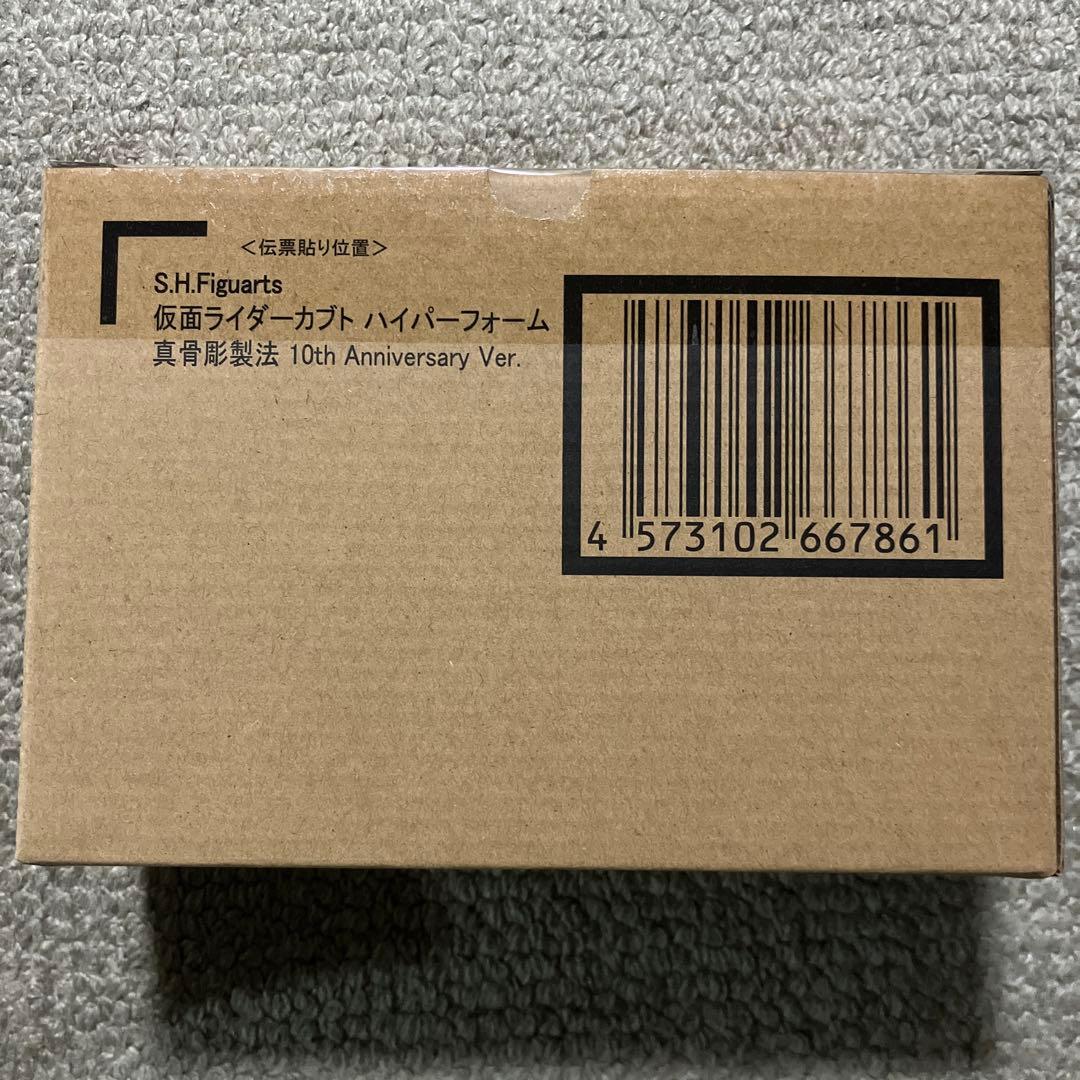 ＜伝票貼り位置＞
S.H.Figuarts
仮面ライダーカブト ハイパーフォーム
真骨彫製法 10th Anniversary Ver.
4 573102 667861